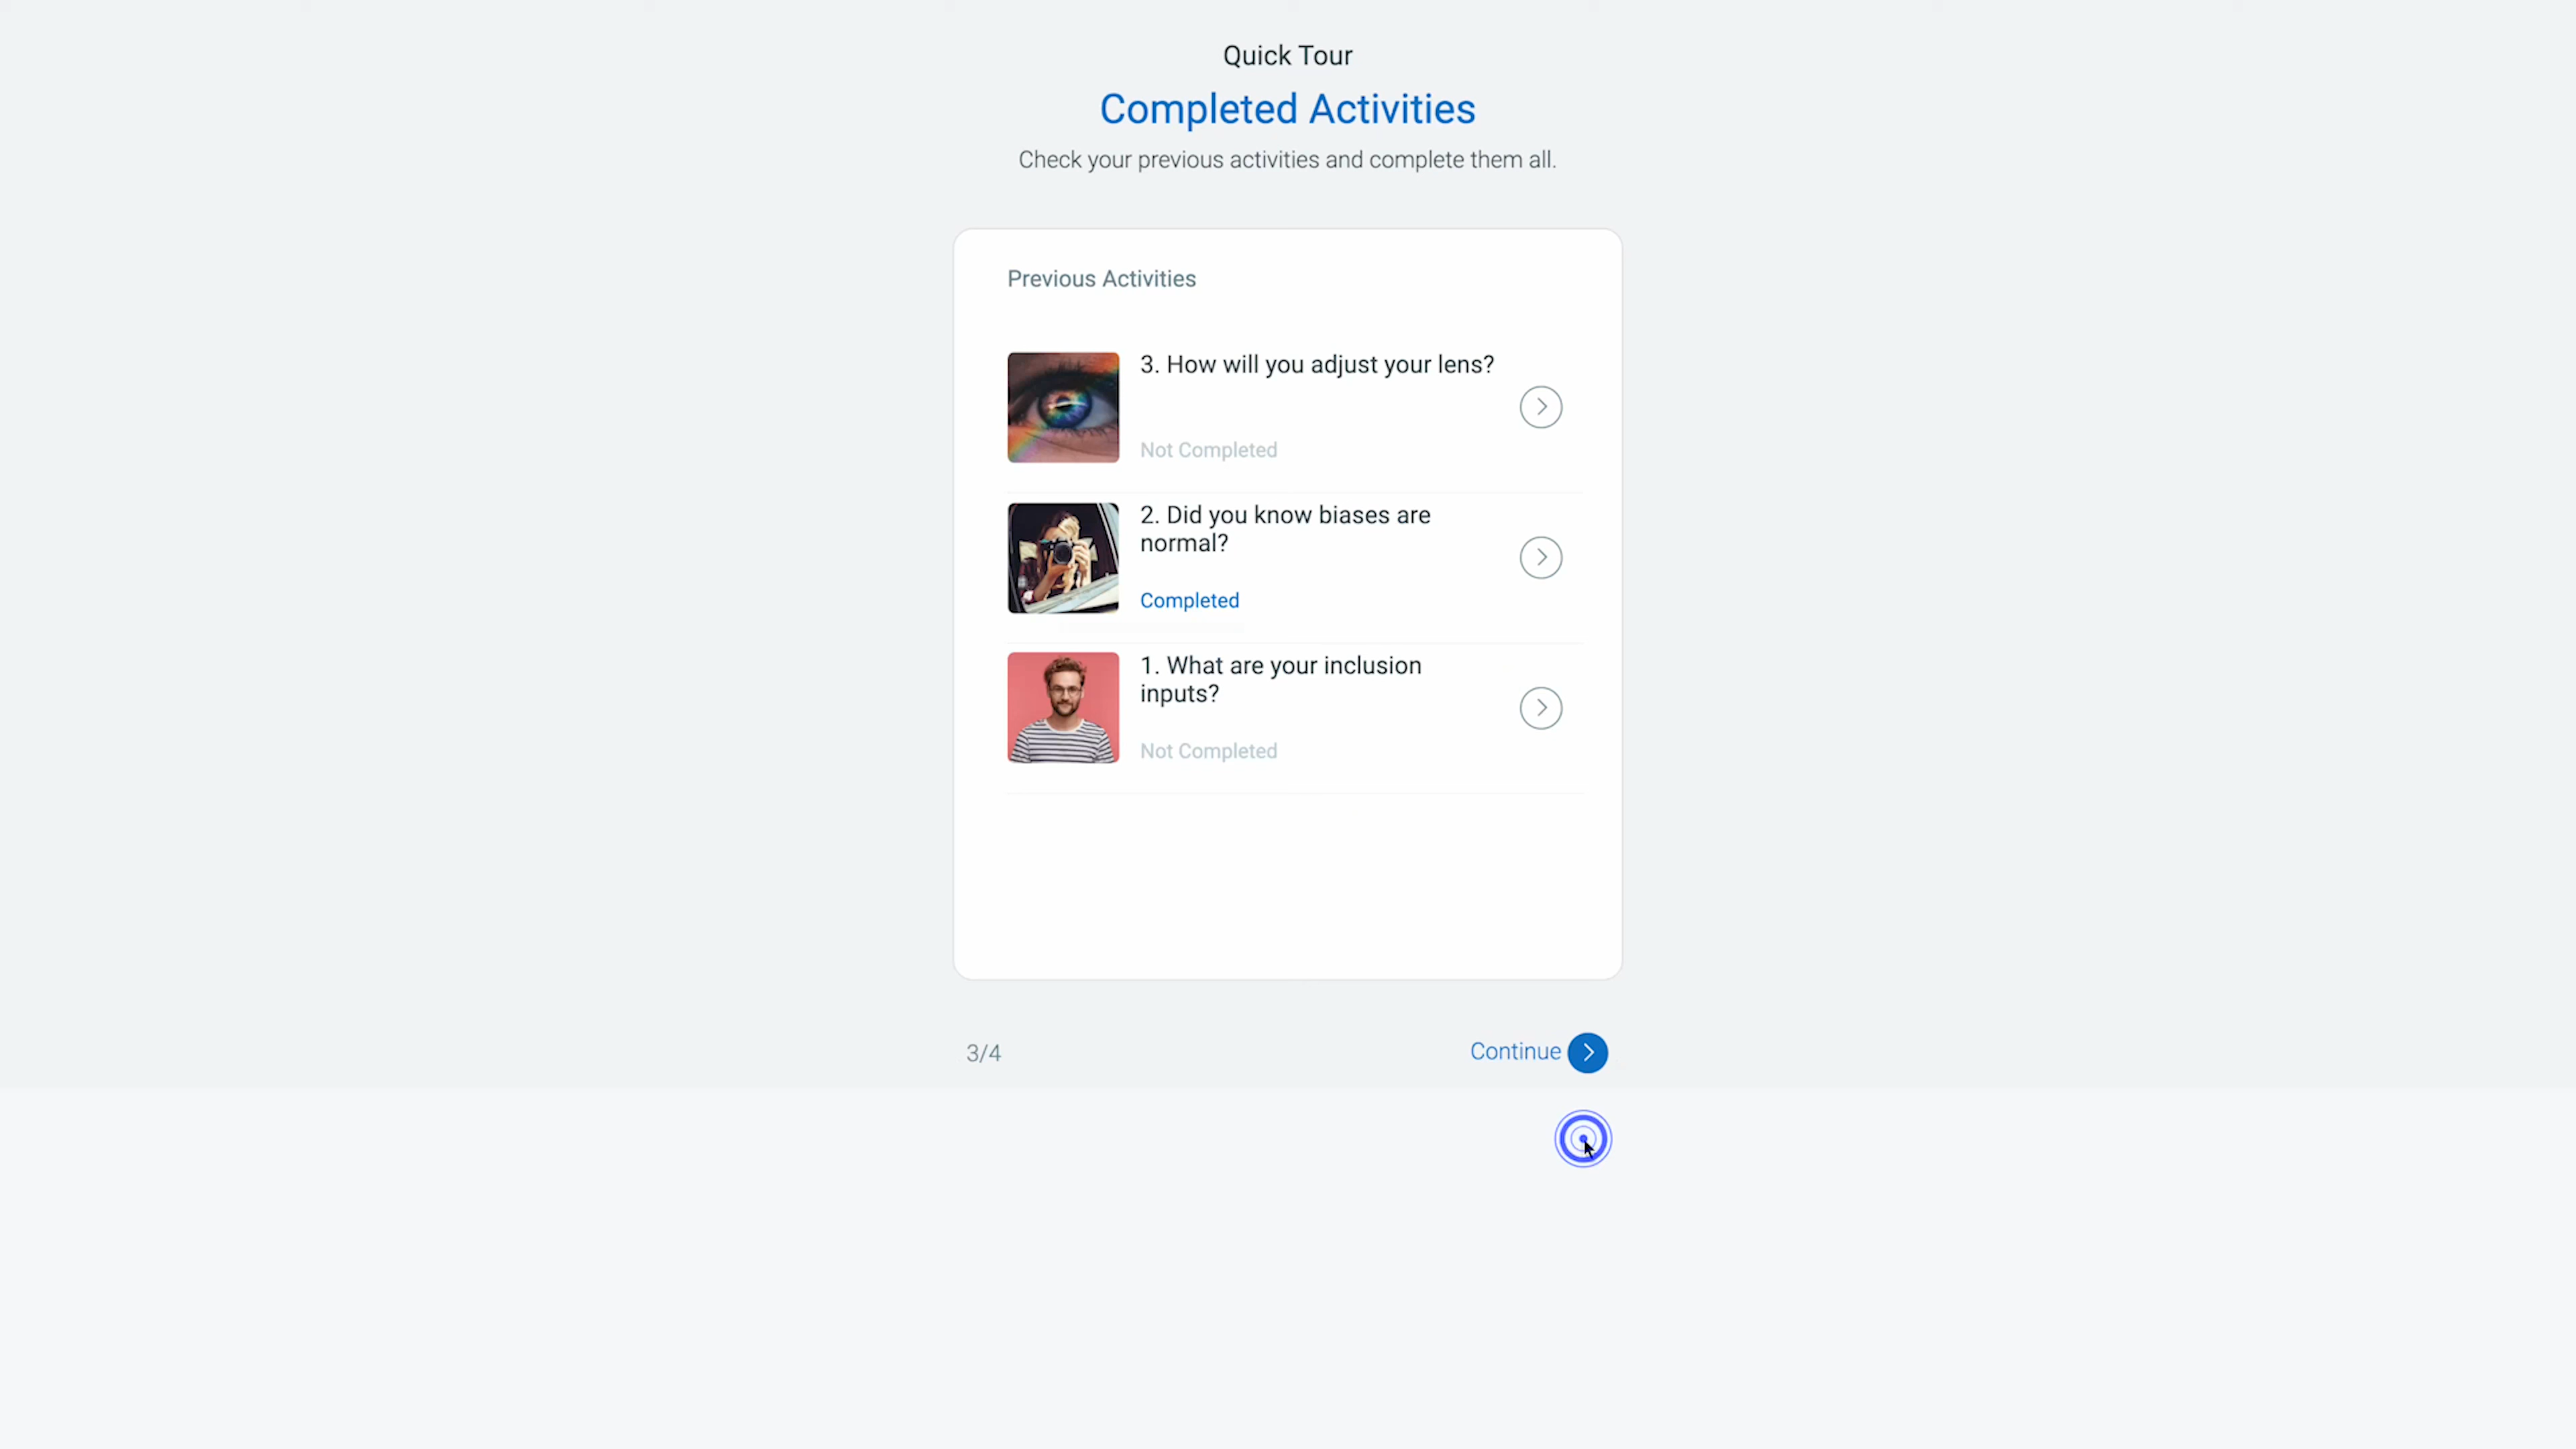 Quick Tour
Completed Activities
Check your previous activities and complete them all.
Previous Activities
3. How will you adjust your lens?
Not Completed
2. Did you know biases are
normal?
Completed
1. What are your inclusion
inputs?
Not Completed
3/4
Continue